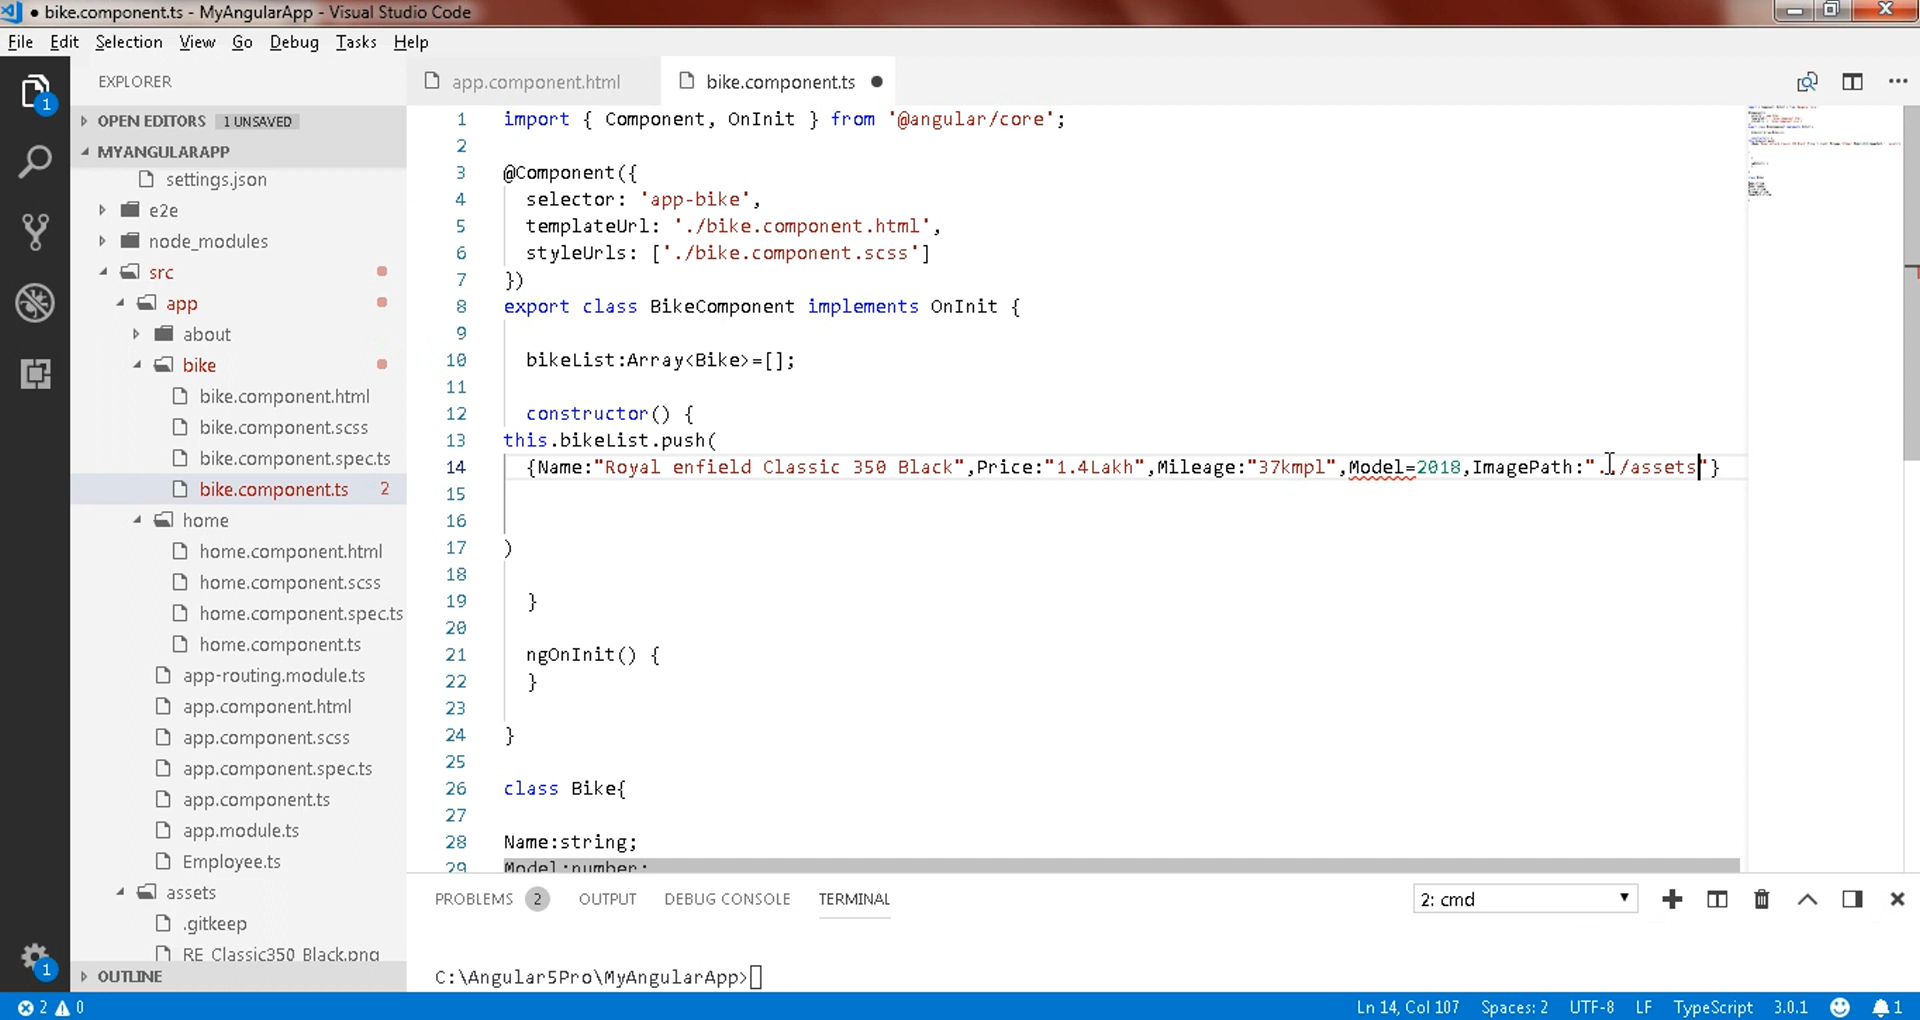 ● bike.component.ts - MyAngularApp - Visual Studio Code
File Edit Selection View Go Debug Tasks Help
EXPLORER
OPEN EDITORS 1 UNSAVED
MYANGULARAPP
settings.json
e2e
node_modules
src
app
about
bike
bike.component.html
bike.component.scss
bike.component.spec.ts
bike.component.ts 2
home
home.component.html
home.component.scss
home.component.spec.ts
home.component.ts
app-routing.module.ts
app.component.html
app.component.scss
app.component.spec.ts
app.component.ts
app.module.ts
Employee.ts
assets
.gitkeep
RE_Classic350_Black.png
OUTLINE
1
1
app.component.html bike.component.ts ●
1 import { Component, OnInit } from '@angular/core';
2
3 @Component({
4 selector: 'app-bike',
5 templateUrl: './bike.component.html',
6 styleUrls: ['./bike.component.scss']
7 })
8 export class BikeComponent implements OnInit {
9
10 bikeList:Array<Bike>=[];
11
12 constructor() {
13 this.bikeList.push(
14 {Name:"Royal enfield Classic 350 Black",Price:"1.4Lakh",Mileage:"37kmpl",Model=2018,ImagePath:"../assets"}
15
16
17 )
18
19 }
20
21 ngOnInit() {
22 }
23
24 }
25
26 class Bike{
27
28 Name:string;
29 Model:number;
PROBLEMS 2 OUTPUT DEBUG CONSOLE TERMINAL 2: cmd
C:\Angular5Pro\MyAngularApp>
2 0 Ln 14, Col 107 Spaces: 2 UTF-8 LF TypeScript 3.0.1 1